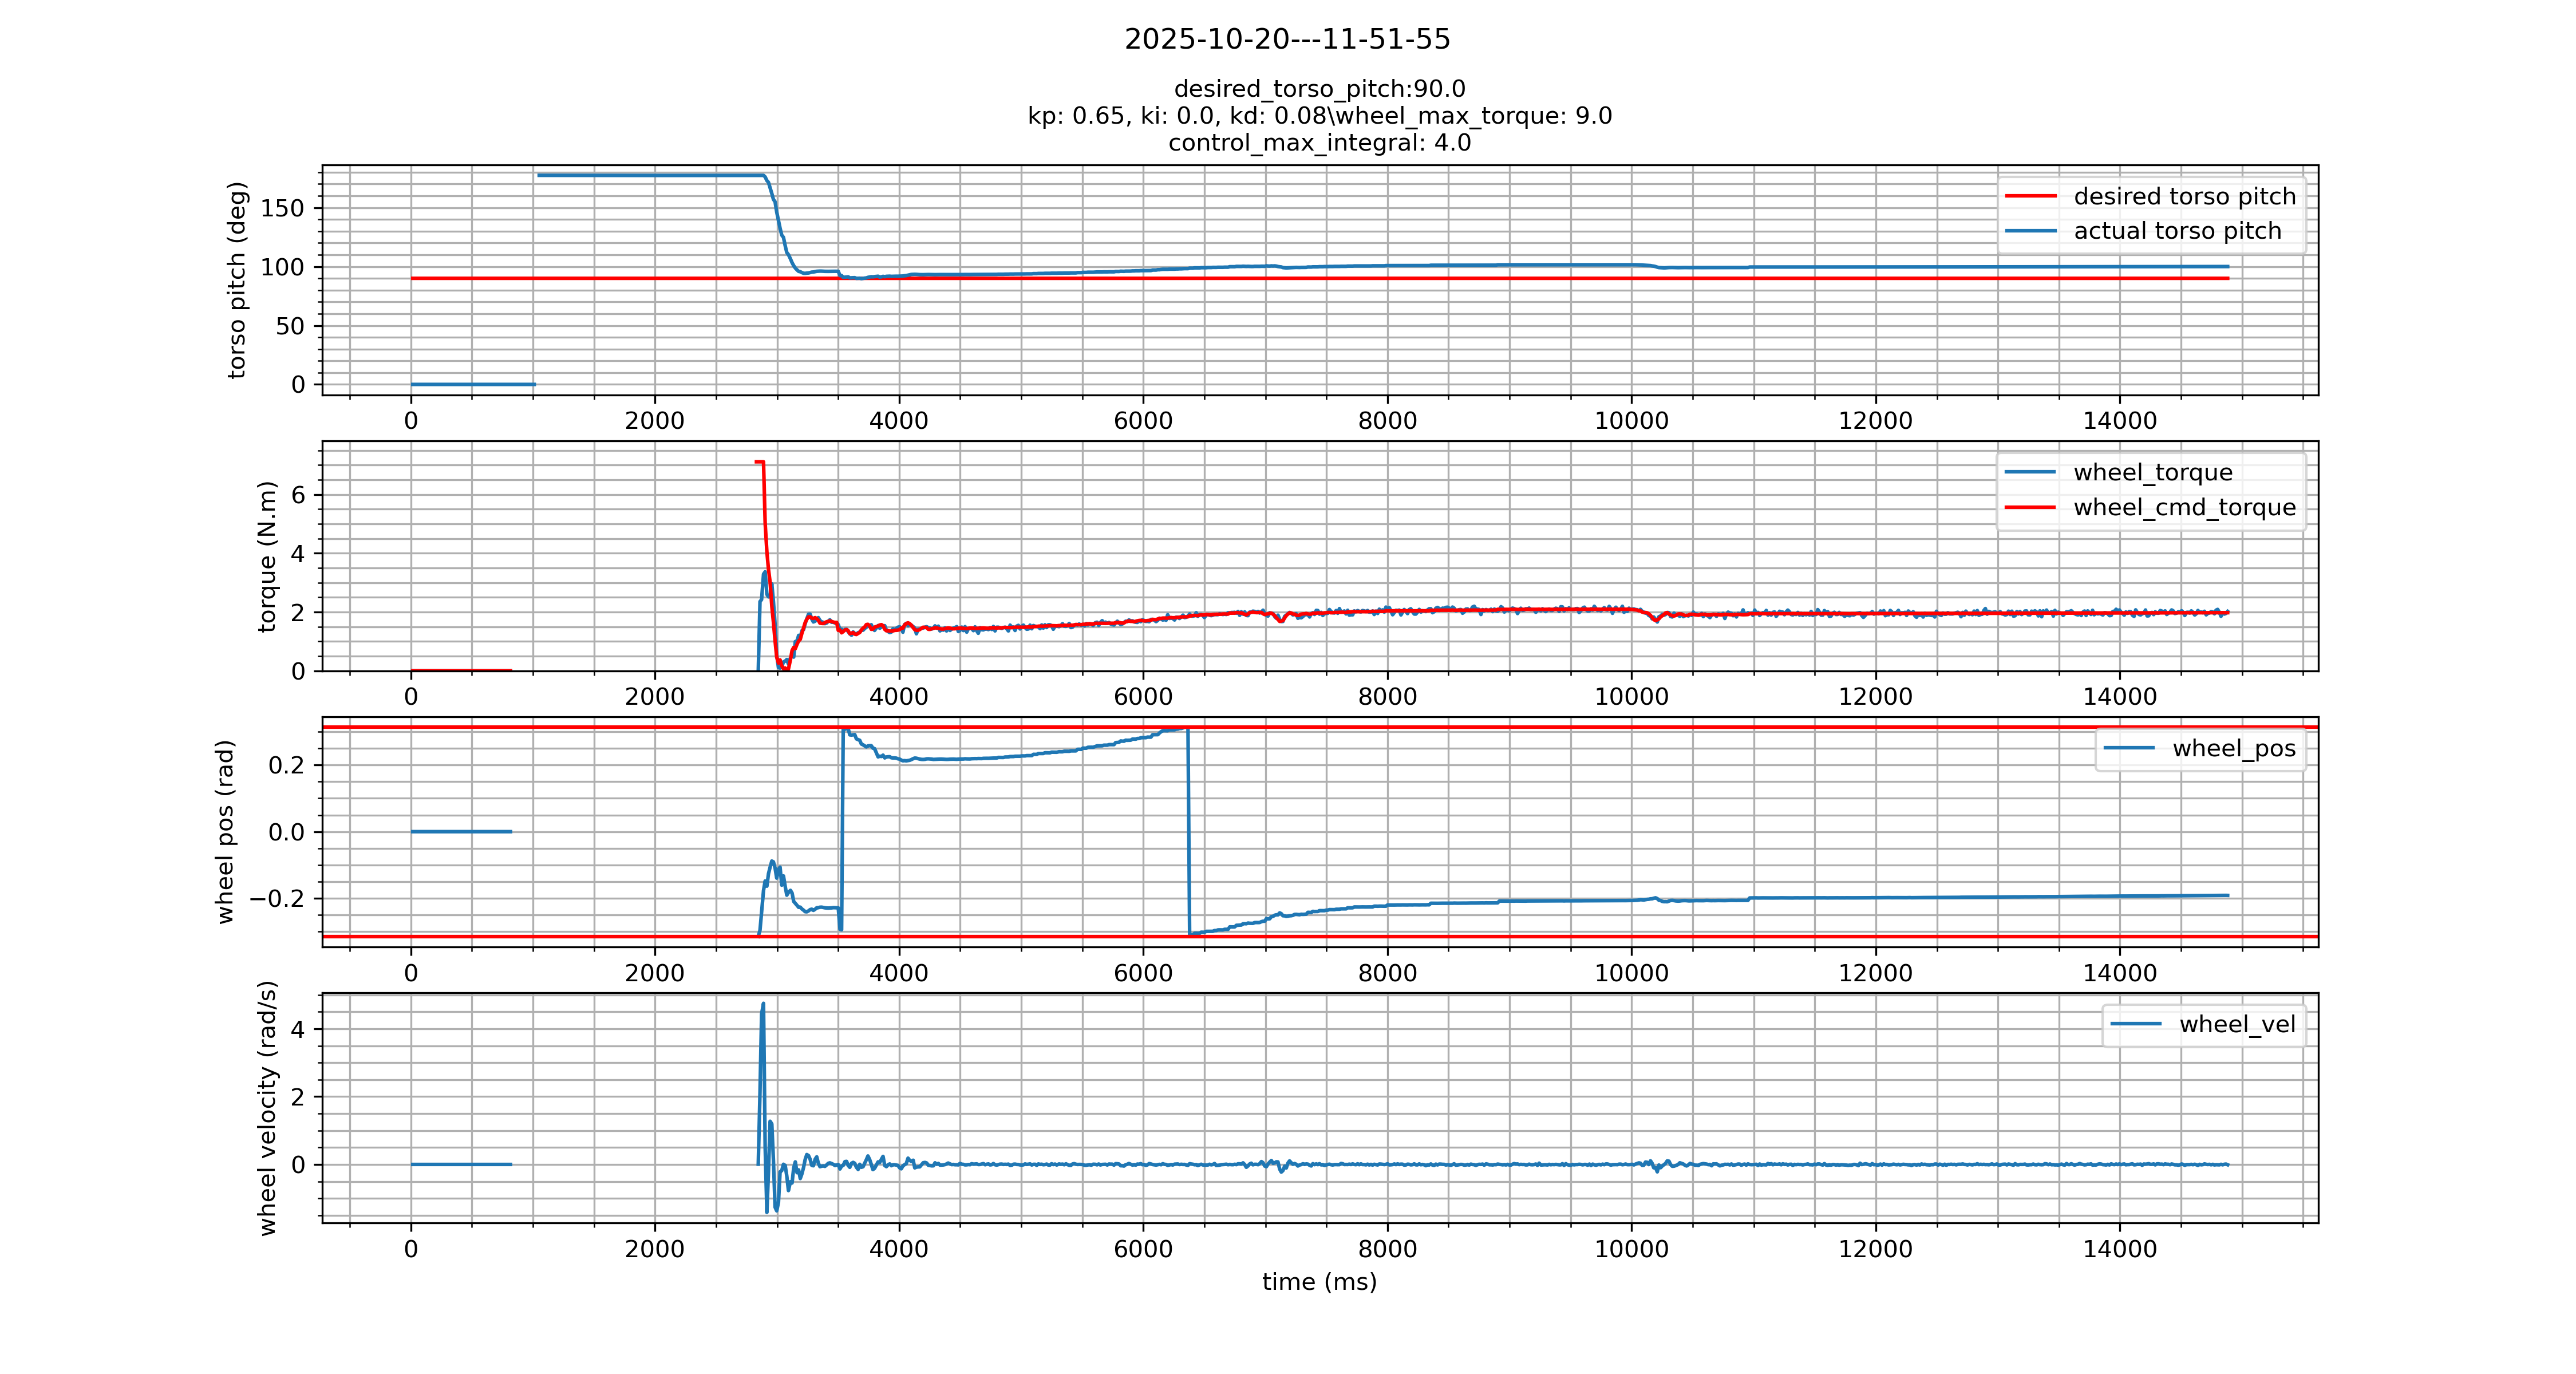 2025-10-20---11-51-55
desired_torso_pitch:90.0
kp: 0.65, ki: 0.0, kd: 0.08\wheel_max_torque: 9.0
control_max_integral: 4.0
torso pitch (deg)
150
100
50
0
desired torso pitch
actual torso pitch
0 2000 4000 6000 8000 10000 12000 14000
torque (N.m)
6
4
2
0
wheel_torque
wheel_cmd_torque
0 2000 4000 6000 8000 10000 12000 14000
wheel pos (rad)
0.2
0.0
−0.2
wheel_pos
0 2000 4000 6000 8000 10000 12000 14000
wheel velocity (rad/s)
4
2
0
wheel_vel
0 2000 4000 6000 8000 10000 12000 14000
time (ms)